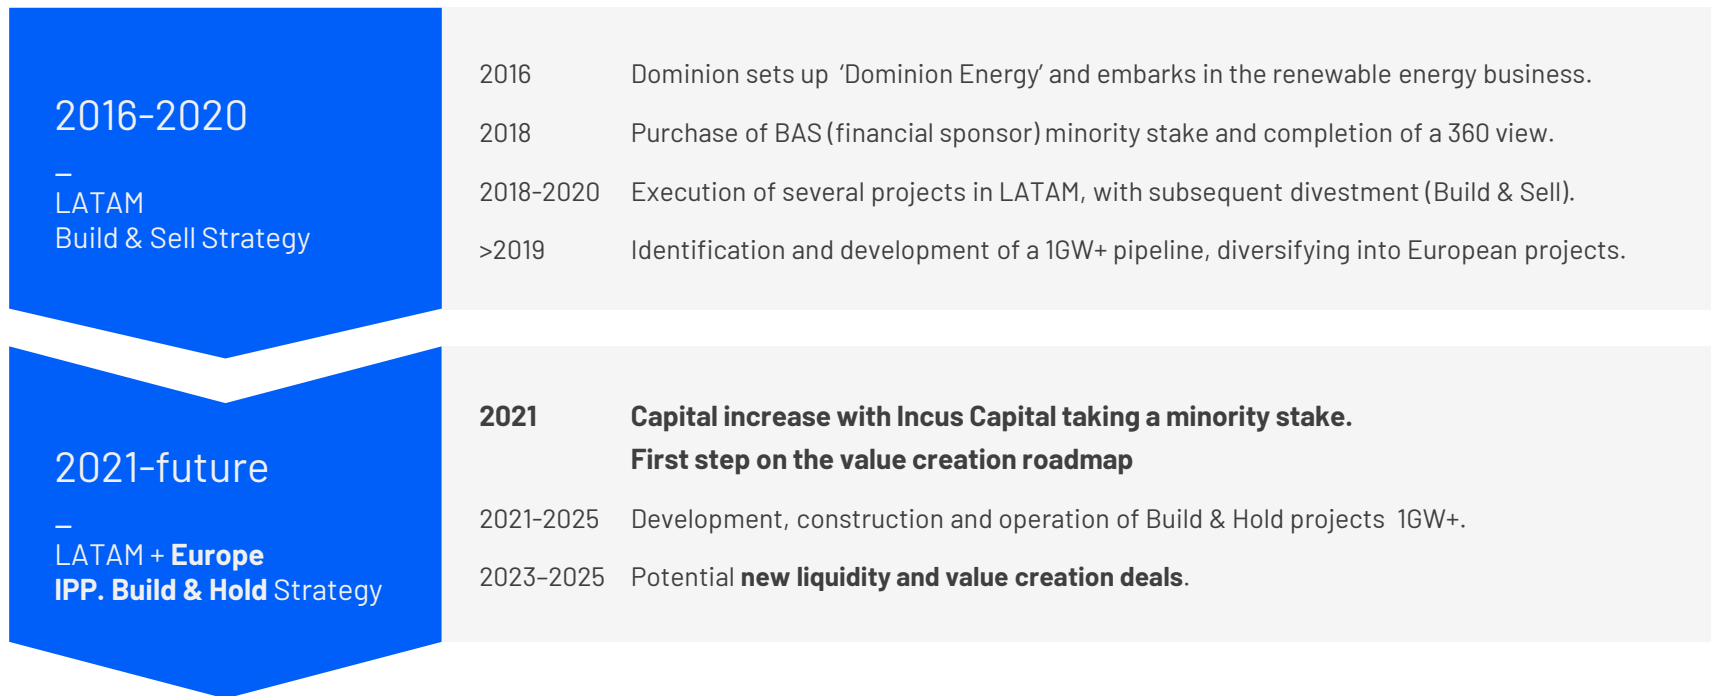 2016-2020
–
LATAM
Build & Sell Strategy
2016 Dominion sets up ‘Dominion Energy’ and embarks in the renewable energy business.
2018 Purchase of BAS (financial sponsor) minority stake and completion of a 360 view.
2018-2020 Execution of several projects in LATAM, with subsequent divestment (Build & Sell).
>2019 Identification and development of a 1GW+ pipeline, diversifying into European projects.
2021-future
–
LATAM + Europe
IPP. Build & Hold Strategy
2021 Capital increase with Incus Capital taking a minority stake.
First step on the value creation roadmap
2021-2025 Development, construction and operation of Build & Hold projects 1GW+.
2023–2025 Potential new liquidity and value creation deals.